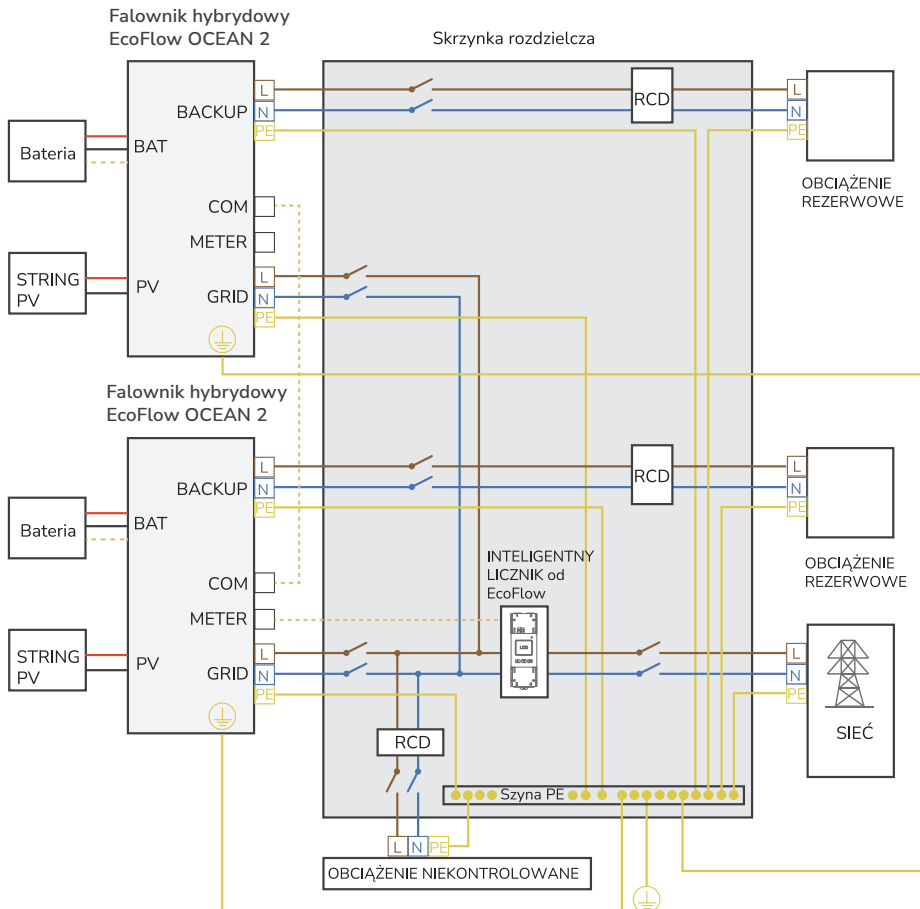 Falownik hybrydowy
EcoFlow OCEAN 2
Skrzynka rozdzielcza
L
N
PE
BACKUP
Bateria
BAT
COM
METER
STRING
PV
PV
L
N
PE
GRID
RCD
L
N
PE
OBCIĄŻENIE
REZERWOWE
Falownik hybrydowy
EcoFlow OCEAN 2
L
N
PE
BACKUP
Bateria
BAT
COM
METER
STRING
PV
PV
L
N
PE
GRID
RCD
L
N
PE
OBCIĄŻENIE
REZERWOWE
INTELIGENTNY
LICZNIK od
EcoFlow
L
N
PE
SIEĆ
RCD
Szyna PE
L N PE
OBCIĄŻENIE NIEKONTROLOWANE